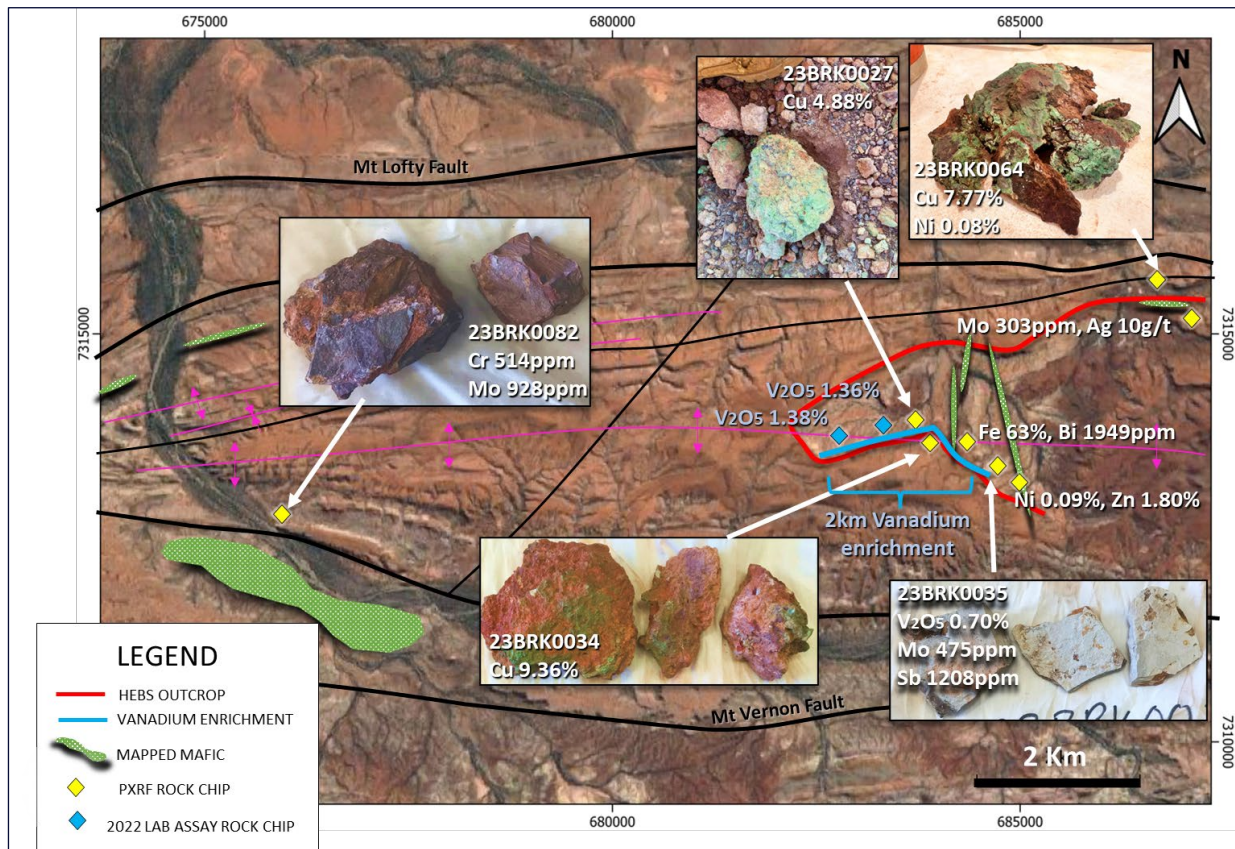 675000
680000
685000
N
23BRK0027
Cu 4.88%
23BRK0064
Cu 7.77%
Ni 0.08%
Mt Lofty Fault
7315000
7315000
23BRK0082
Cr 514ppm
Mo 928ppm
Mo 303ppm, Ag 10g/t
V2O5 1.36%
V2O5 1.38%
Fe 63%, Bi 1949ppm
Ni 0.09%, Zn 1.80%
2km Vanadium
enrichment
23BRK0034
Cu 9.36%
23BRK0035
V2O5 0.70%
Mo 475ppm
Sb 1208ppm
Mt Vernon Fault
7310000
2 Km
LEGEND
HEBS OUTCROP
VANADIUM ENRICHMENT
MAPPED MAFIC
PXRF ROCK CHIP
2022 LAB ASSAY ROCK CHIP
680000
685000